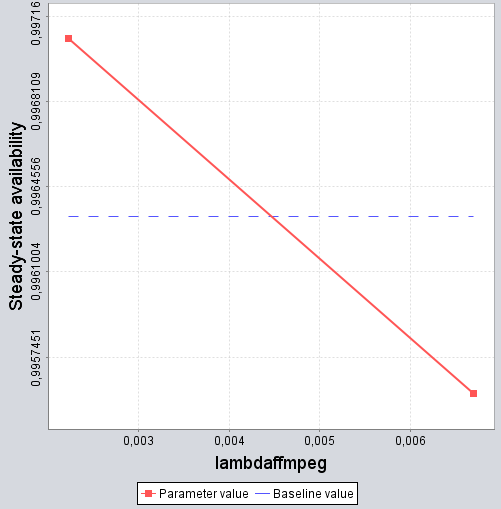 Steady-state availability
0,99716
0,9968109
0,9964556
0,9961004
0,9957451
0,003
0,004
0,005
0,006
lambdaffmpeg
Parameter value
Baseline value